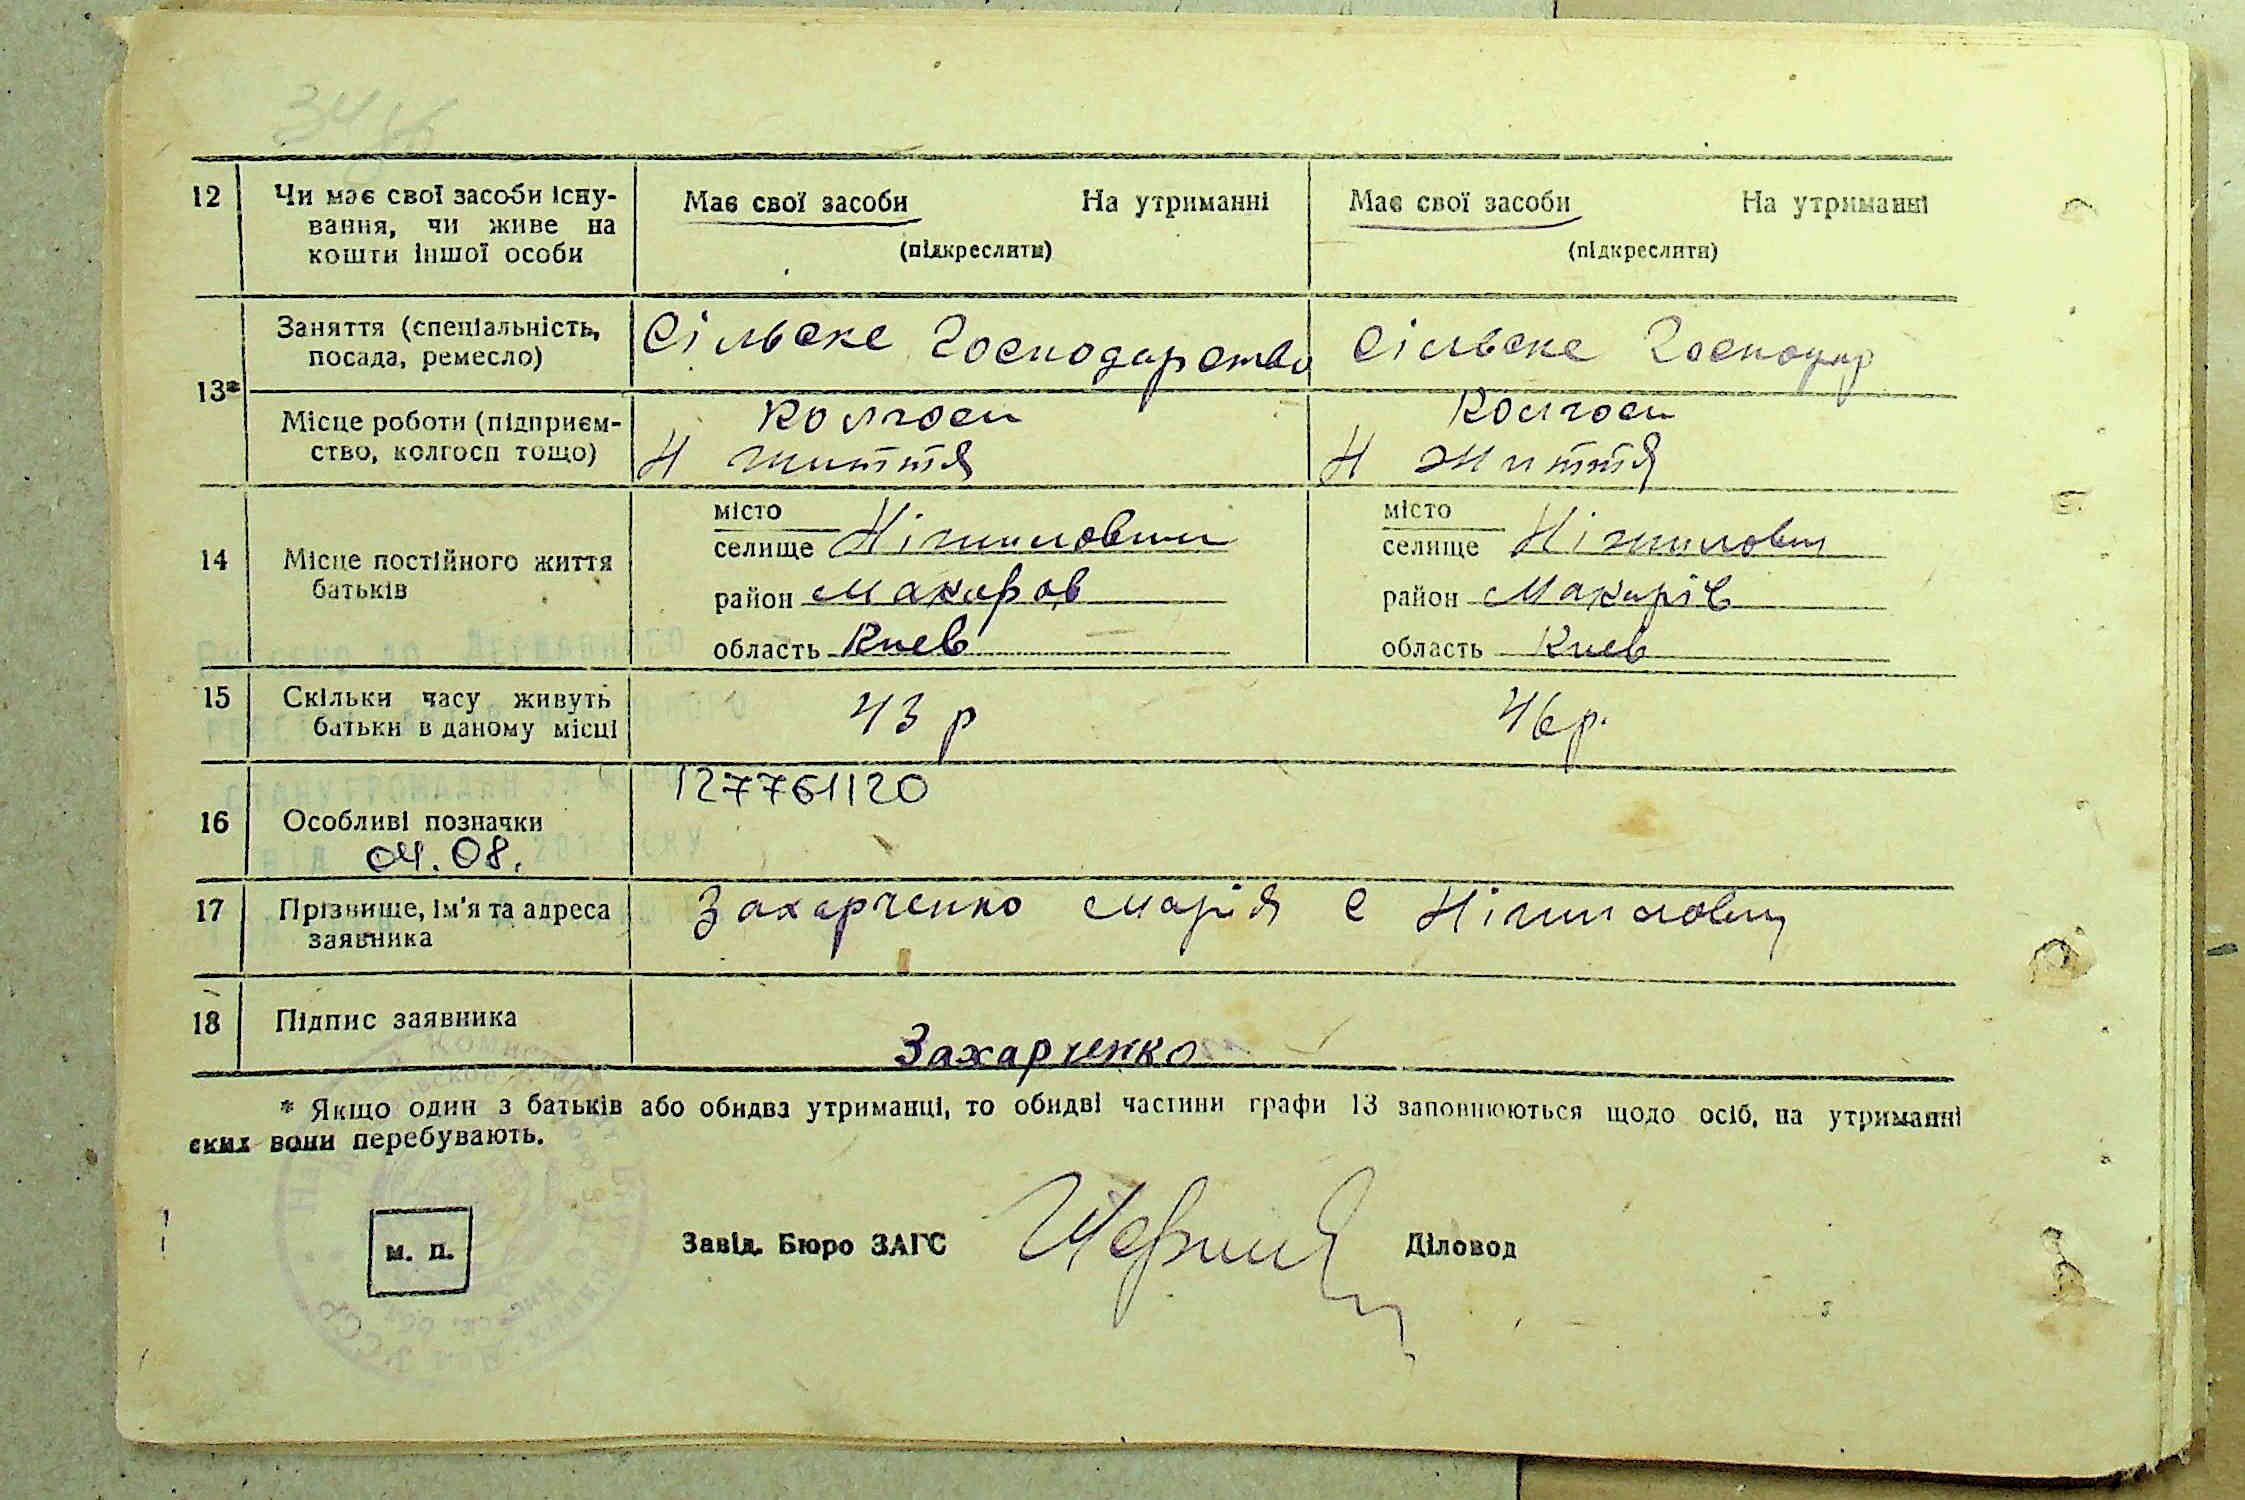 12 Чи має свої засоби існу-
вання, чи живе на
кошти іншої особи
Має свої засоби На утриманні
(підкреслити)
Має свої засоби На утриманні
(підкреслити)
13*
Заняття (спеціальність,
посада, ремесло)
Сільске Господарство
Сільске Господар
Місце роботи (підприєм-
ство, колгосп тощо)
Колгосп
Н життя
Колгосп
Н життя
14 Місце постійного життя
батьків
місто
селище Ніжиловичи
район Макаров
область Киев
місто
селище Ніжилович
район Макарів
область Киев
15 Скільки часу живуть
батьки в даному місці
43 р
46 р.
16 Особливі позначки
04.08.
127761120
17 Прізвище, ім'я та адреса
заявника
Захарченко Марія с Ніжиловичи
18 Підпис заявника
Захарченко
* Якщо один з батьків або обидва утриманці, то обидві частини графи 13 заповнюються щодо осіб, на утриманні
яких вони перебувають.
м. п.
Завід. Бюро ЗАГС
Діловод